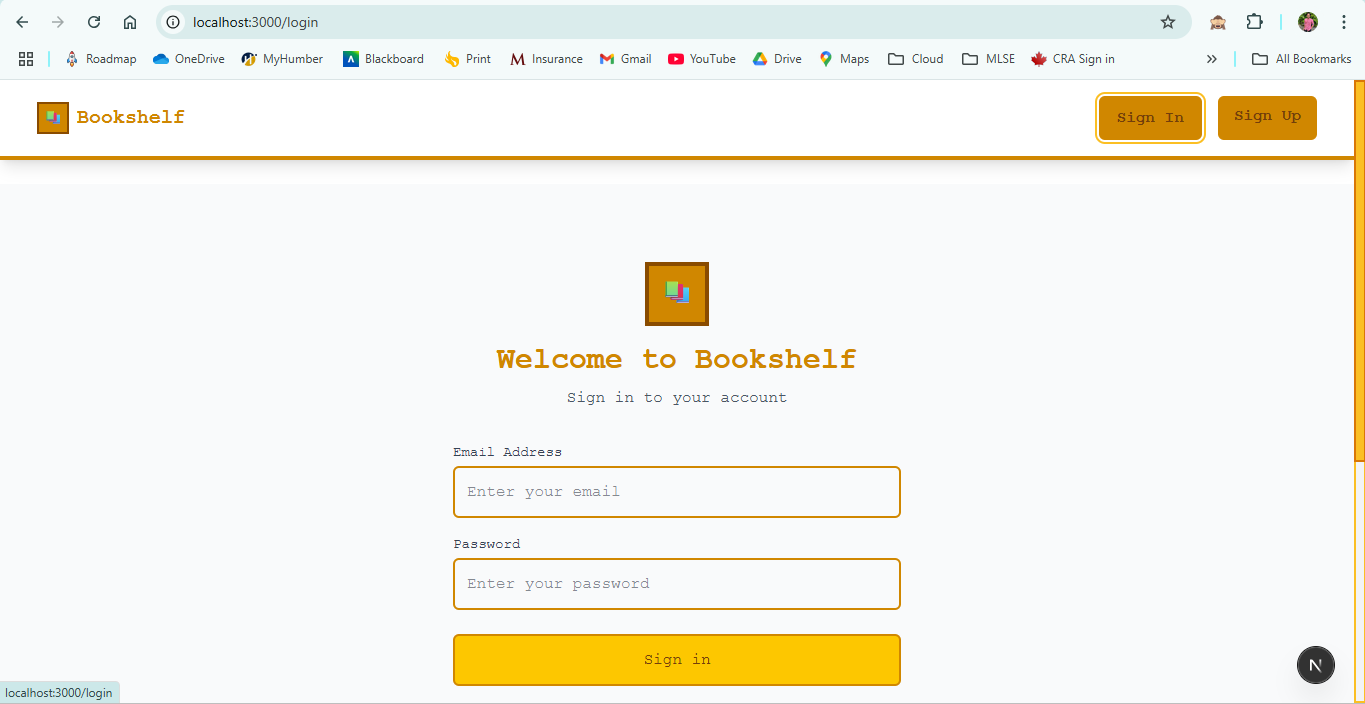 localhost:3000/login
Roadmap OneDrive MyHumber Blackboard Print Insurance Gmail YouTube Drive Maps Cloud MLSE CRA Sign in » All Bookmarks
Bookshelf Sign In Sign Up
Welcome to Bookshelf
Sign in to your account
Email Address
Enter your email
Password
Enter your password
Sign in
N
localhost:3000/login